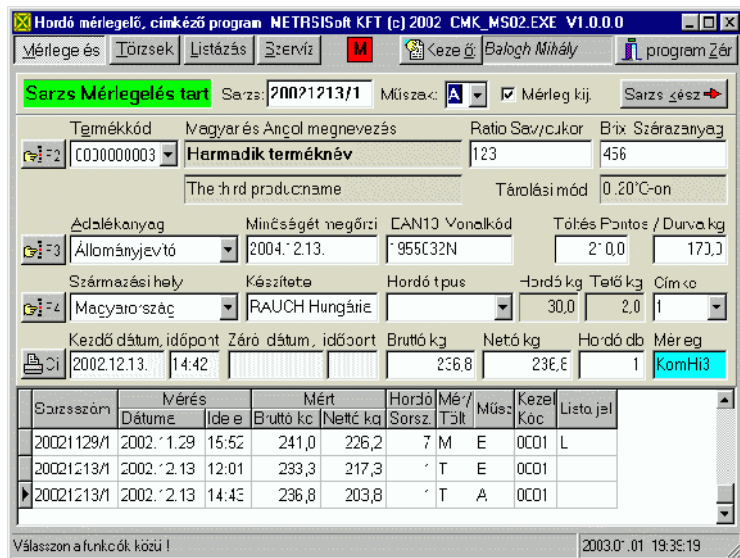 Hordó mérlegelő, címkéző program NETRSISoft KFT (c) 2002 CMK_MS02.EXE V1.0.0.0
Mérlege és Törzsek Listázás Szervíz M Keze ő: Balogh Mihály program Zár
Sarzs Mérlegelés tart Sarzs: 20021213/1 Műszak: A Mérleg kij. Sarzs kész
Termékkód Magyar és Angol megnevezés Ratio Sav/cukor Brix Szárazanyag
F2 C000000003 Harmadik terméknév 123 456
The third productname Tárolási mód 0..20°C-on
Adalékanyag Minőségét megőrzi EAN13 Vonalkód Töltés Pontos / Durva kg
F3 Állományjavító 2004.12.13. 1955032N 210,0 170,0
Származási hely Készítette Hordó típus Hordó kg Tető kg Címke
F4 Magyarország RAUCH Hungária 30,0 2,0 1
Kezdő dátum, időpont Záró dátum, időpont Bruttó kg Nettó kg Hordó db Mérleg
Ci 2002.12.13. 14:42 236,8 236,8 1 KomHi3
Sarzsszám Mérés Mért Hordó Mér/ Műsz Kezel Lista jel
Dátuma Ideje Bruttó kg Nettó kg Sorsz. Tölt Kód
20021129/1 2002.11.29 15:52 241,0 226,2 7 M E 0001 L
20021213/1 2002.12.13 12:01 233,3 217,3 1 T E 0001
20021213/1 2002.12.13 14:43 236,8 203,8 1 T A 0001
Válasszon a funkciók közül ! 2003.01.01 19:39:19